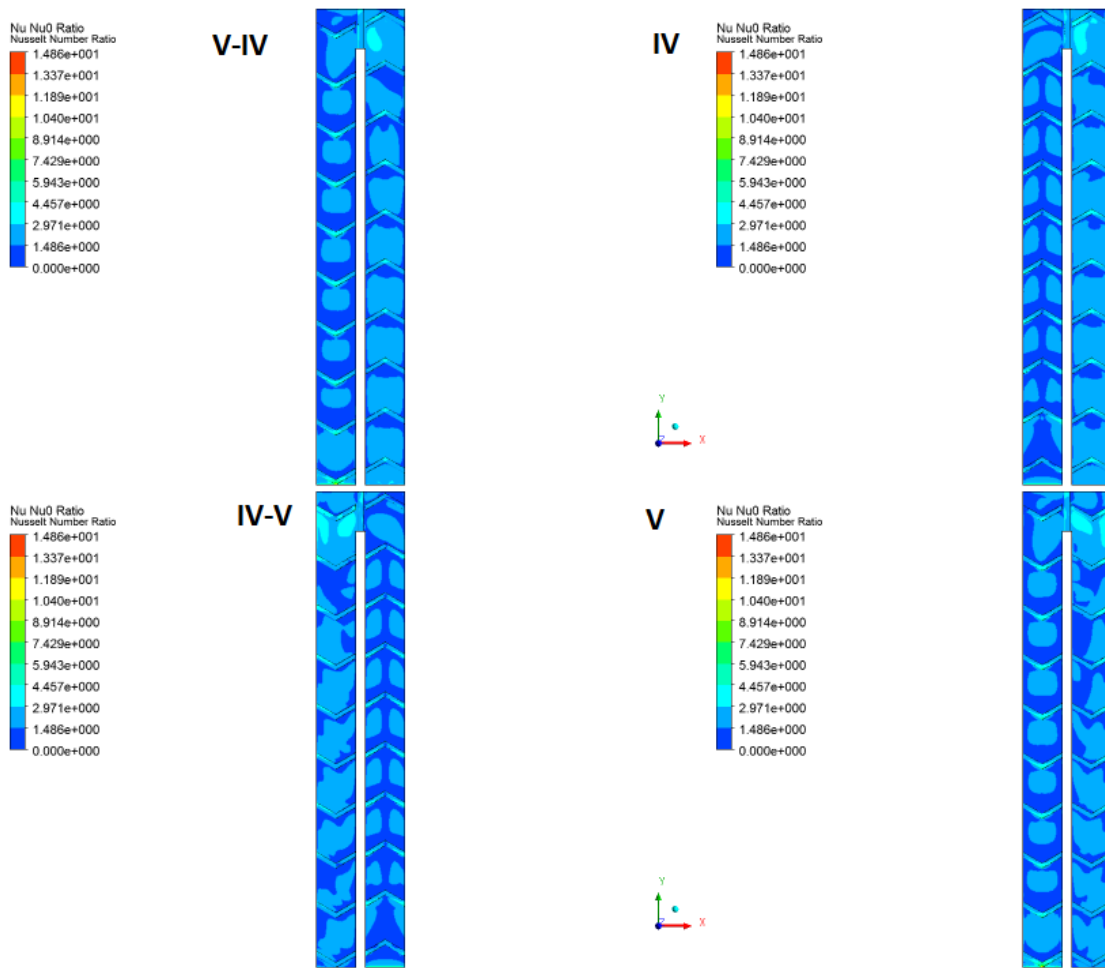 Nu Nu0 Ratio
Nusselt Number Ratio
1.486e+001
1.337e+001
1.189e+001
1.040e+001
8.914e+000
7.429e+000
5.943e+000
4.457e+000
2.971e+000
1.486e+000
0.000e+000
V-IV
Nu Nu0 Ratio
Nusselt Number Ratio
1.486e+001
1.337e+001
1.189e+001
1.040e+001
8.914e+000
7.429e+000
5.943e+000
4.457e+000
2.971e+000
1.486e+000
0.000e+000
IV
Y
Z
X
Nu Nu0 Ratio
Nusselt Number Ratio
1.486e+001
1.337e+001
1.189e+001
1.040e+001
8.914e+000
7.429e+000
5.943e+000
4.457e+000
2.971e+000
1.486e+000
0.000e+000
IV-V
Nu Nu0 Ratio
Nusselt Number Ratio
1.486e+001
1.337e+001
1.189e+001
1.040e+001
8.914e+000
7.429e+000
5.943e+000
4.457e+000
2.971e+000
1.486e+000
0.000e+000
V
Y
Z
X